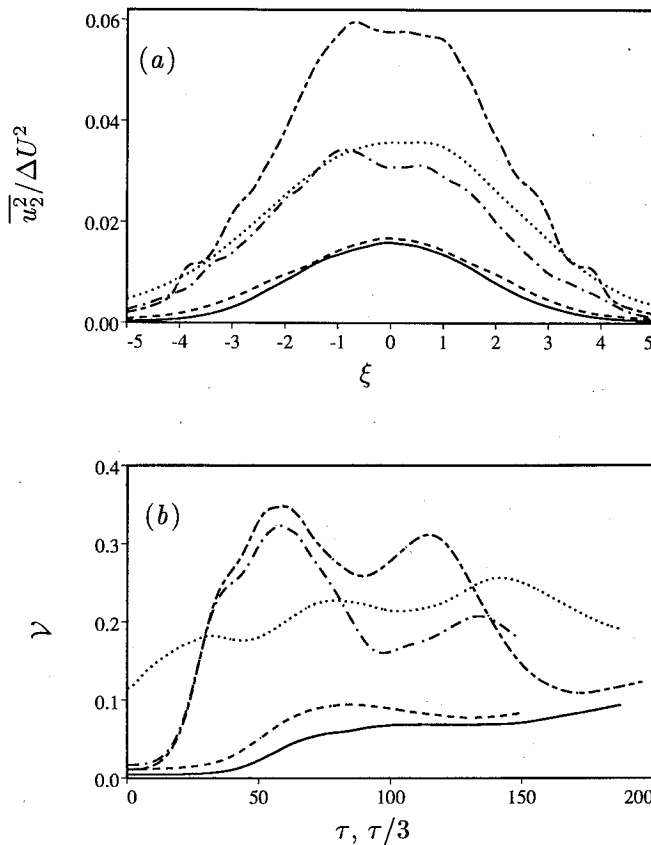 0.06
(a)
0.04
$\overline{u_2^2}/\Delta U^2$
0.02
0.00
-5 -4 -3 -2 -1 0 1 2 3 4 5
ξ
0.4
(b)
0.3
𝒱 0.2
0.1
0.0
0 50 100 150 200
τ, τ/3